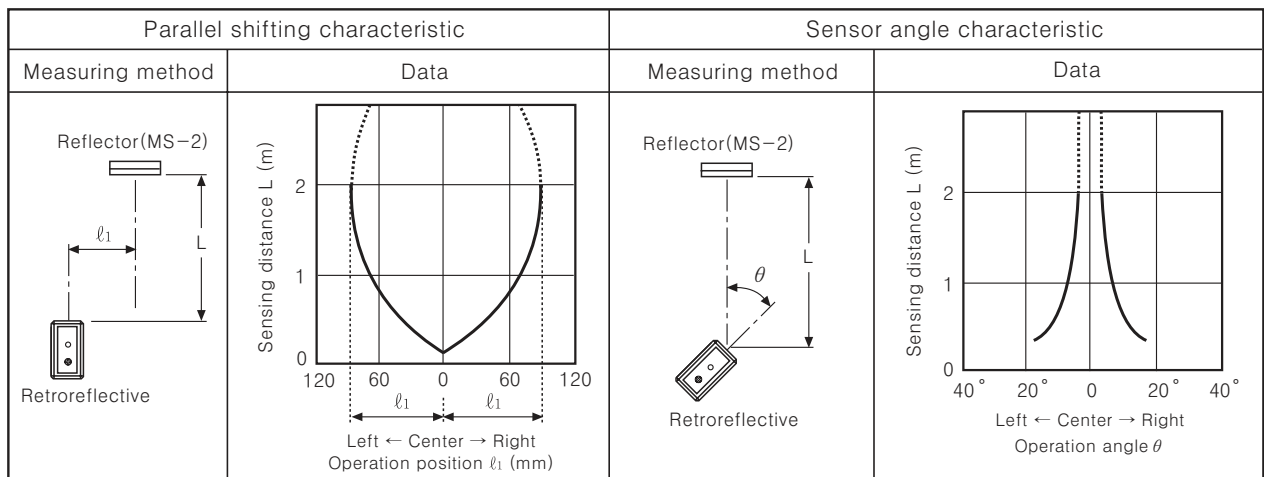 Parallel shifting characteristic
Sensor angle characteristic
Measuring method
Data
Measuring method
Data
Reflector(MS-2)
ℓ1
L
Retroreflective
Sensing distance L (m)
2
1
0
120 60 0 60 120
ℓ1 ℓ1
Left ← Center → Right
Operation position ℓ1 (mm)
Reflector(MS-2)
L
θ
Retroreflective
Sensing distance L (m)
2
1
0
40° 20° 0 20° 40°
Left ← Center → Right
Operation angle θ